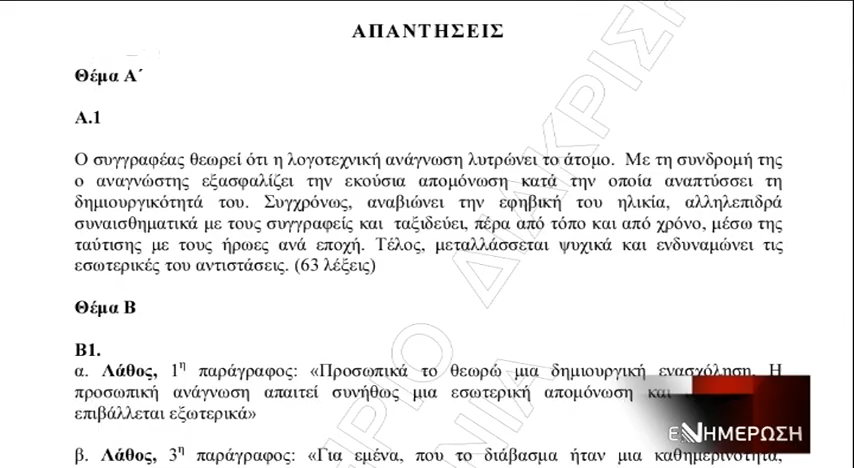 ΑΠΑΝΤΗΣΕΙΣ
Θέμα Α΄
Α.1
Ο συγγραφέας θεωρεί ότι η λογοτεχνική ανάγνωση λυτρώνει το άτομο. Με τη συνδρομή της
ο αναγνώστης εξασφαλίζει την εκούσια απομόνωση κατά την οποία αναπτύσσει τη
δημιουργικότητά του. Συγχρόνως, αναβιώνει την εφηβική του ηλικία, αλληλεπιδρά
συναισθηματικά με τους συγγραφείς και ταξιδεύει, πέρα από τόπο και από χρόνο, μέσω της
ταύτισης με τους ήρωες ανά εποχή. Τέλος, μεταλλάσσεται ψυχικά και ενδυναμώνει τις
εσωτερικές του αντιστάσεις. (63 λέξεις)
Θέμα Β
Β1.
α. Λάθος, 1η παράγραφος: «Προσωπικά το θεωρώ μια δημιουργική ενασχόληση. Η
προσωπική ανάγνωση απαιτεί συνήθως μια εσωτερική απομόνωση και
επιβάλλεται εξωτερικά»
β. Λάθος, 3η παράγραφος: «Για εμένα, που το διάβασμα ήταν μια καθημερινότητα,
ΕΝΗΜΕΡΩΣΗ
ΔΙΑΚΡΙΣΗ